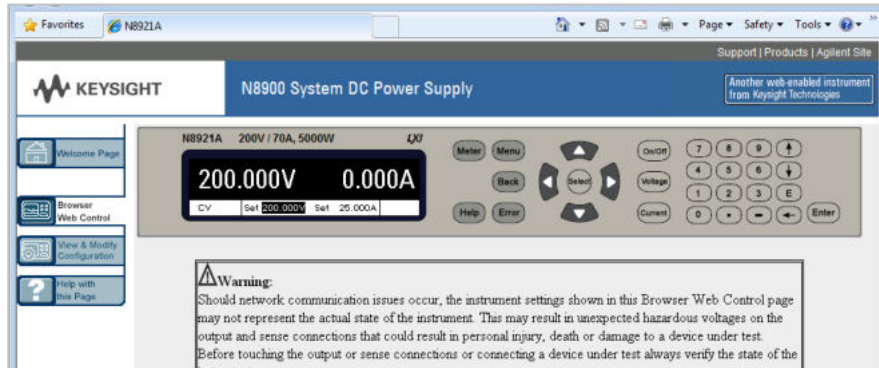 Favorites N8921A Page Safety Tools
Support | Products | Agilent Site
KEYSIGHT N8900 System DC Power Supply
Another web-enabled instrument
from Keysight Technologies
Welcome Page
Browser
Web Control
View & Modify
Configuration
Help with
this Page
N8921A 200V / 70A, 5000W LXI
200.000V 0.000A
CV Set 200.000V Set 25.000A
Meter Menu
Back
Help Error
Select
On/Off
Voltage
Current
7 8 9
4 5 6
1 2 3 E
0 . - Enter
Warning:
Should network communication issues occur, the instrument settings shown in this Browser Web Control page
may not represent the actual state of the instrument. This may result in unexpected hazardous voltages on the
output and sense connections that could result in personal injury, death or damage to a device under test.
Before touching the output or sense connections or connecting a device under test always verify the state of the